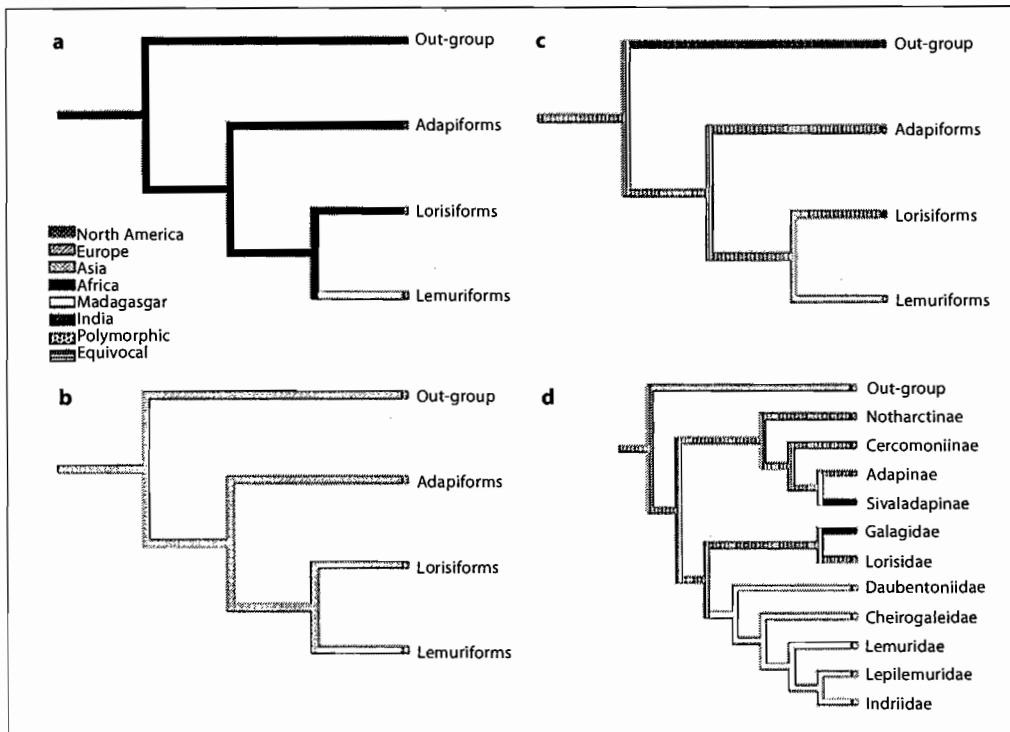 a
Out-group
Adapiforms
Lorisiforms
Lemuriforms
North America
Europe
Asia
Africa
Madagasgar
India
Polymorphic
Equivocal
b
Out-group
Adapiforms
Lorisiforms
Lemuriforms
c
Out-group
Adapiforms
Lorisiforms
Lemuriforms
d
Out-group
Notharctinae
Cercomoniinae
Adapinae
Sivaladapinae
Galagidae
Lorisidae
Daubentoniidae
Cheirogaleidae
Lemuridae
Lepilemuridae
Indriidae